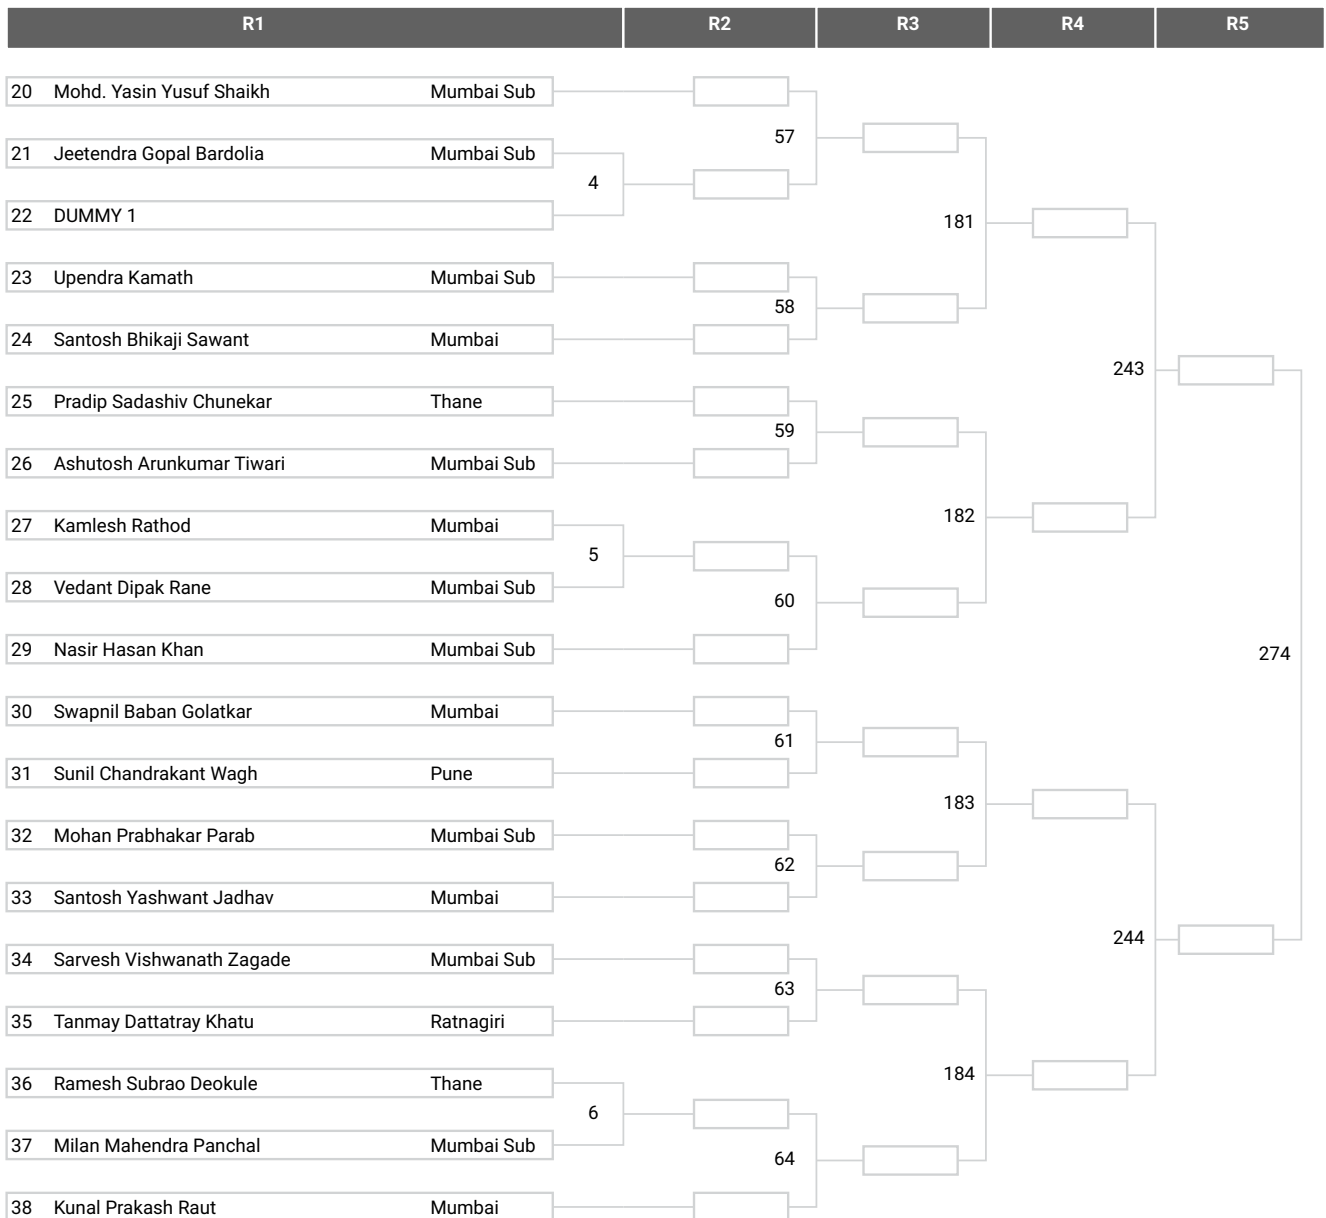 R1 R2 R3 R4 R5
20 Mohd. Yasin Yusuf Shaikh Mumbai Sub
57
21 Jeetendra Gopal Bardolia Mumbai Sub
4
22 DUMMY 1
181
23 Upendra Kamath Mumbai Sub
58
24 Santosh Bhikaji Sawant Mumbai
243
25 Pradip Sadashiv Chunekar Thane
59
26 Ashutosh Arunkumar Tiwari Mumbai Sub
182
27 Kamlesh Rathod Mumbai
5
28 Vedant Dipak Rane Mumbai Sub
60
29 Nasir Hasan Khan Mumbai Sub
274
30 Swapnil Baban Golatkar Mumbai
61
31 Sunil Chandrakant Wagh Pune
183
32 Mohan Prabhakar Parab Mumbai Sub
62
33 Santosh Yashwant Jadhav Mumbai
244
34 Sarvesh Vishwanath Zagade Mumbai Sub
63
35 Tanmay Dattatray Khatu Ratnagiri
184
36 Ramesh Subrao Deokule Thane
6
37 Milan Mahendra Panchal Mumbai Sub
64
38 Kunal Prakash Raut Mumbai